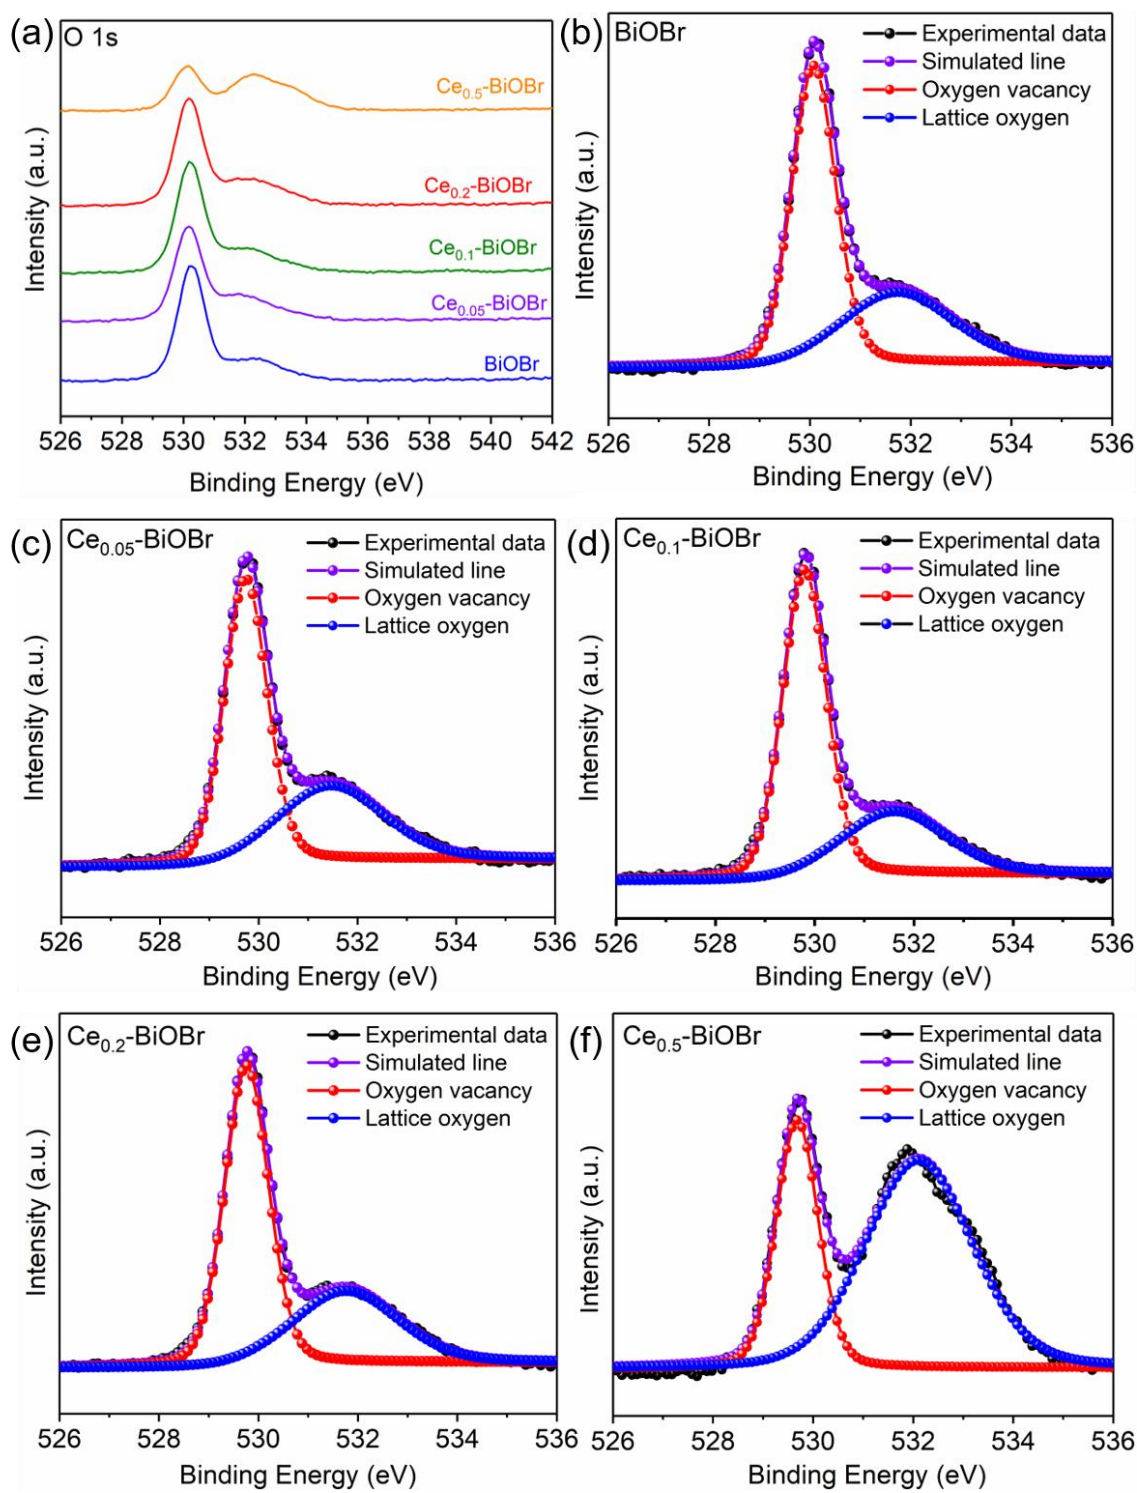 (a)
O 1s
Ce0.5-BiOBr
Ce0.2-BiOBr
Ce0.1-BiOBr
Ce0.05-BiOBr
BiOBr
Intensity (a.u.)
526 528 530 532 534 536 538 540 542
Binding Energy (eV)
(b)
BiOBr
Experimental data
Simulated line
Oxygen vacancy
Lattice oxygen
Intensity (a.u.)
526 528 530 532 534 536
Binding Energy (eV)
(c)
Ce0.05-BiOBr
Experimental data
Simulated line
Oxygen vacancy
Lattice oxygen
Intensity (a.u.)
526 528 530 532 534 536
Binding Energy (eV)
(d)
Ce0.1-BiOBr
Experimental data
Simulated line
Oxygen vacancy
Lattice oxygen
Intensity (a.u.)
526 528 530 532 534 536
Binding Energy (eV)
(e)
Ce0.2-BiOBr
Experimental data
Simulated line
Oxygen vacancy
Lattice oxygen
Intensity (a.u.)
526 528 530 532 534 536
Binding Energy (eV)
(f)
Ce0.5-BiOBr
Experimental data
Simulated line
Oxygen vacancy
Lattice oxygen
Intensity (a.u.)
526 528 530 532 534 536
Binding Energy (eV)